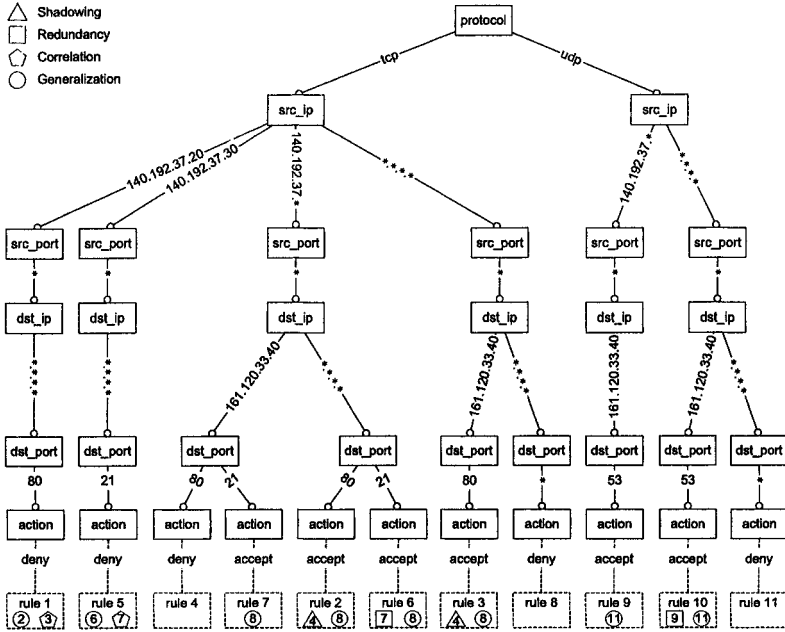 Shadowing
Redundancy
Correlation
Generalization
protocol
tcp udp
src_ip src_ip
140.192.37.20 140.192.37.30 140.192.37.* *.*.*.* 140.192.37.* *.*.*.*
src_port src_port src_port src_port src_port src_port
* * * * * *
dst_ip dst_ip dst_ip dst_ip dst_ip dst_ip
*.*.*.* *.*.*.* 161.120.33.40 *.*.*.* 161.120.33.40 *.*.*.* 161.120.33.40 161.120.33.40 *.*.*.*
dst_port dst_port dst_port dst_port dst_port dst_port dst_port dst_port dst_port
80 21 80 21 80 21 80 * 53 53 *
action action action action action action action action action action action
deny deny deny accept accept accept accept deny accept accept deny
rule 1 rule 5 rule 4 rule 7 rule 2 rule 6 rule 3 rule 8 rule 9 rule 10 rule 11
2 3 6 7 8 4 8 7 8 4 8 11 9 11